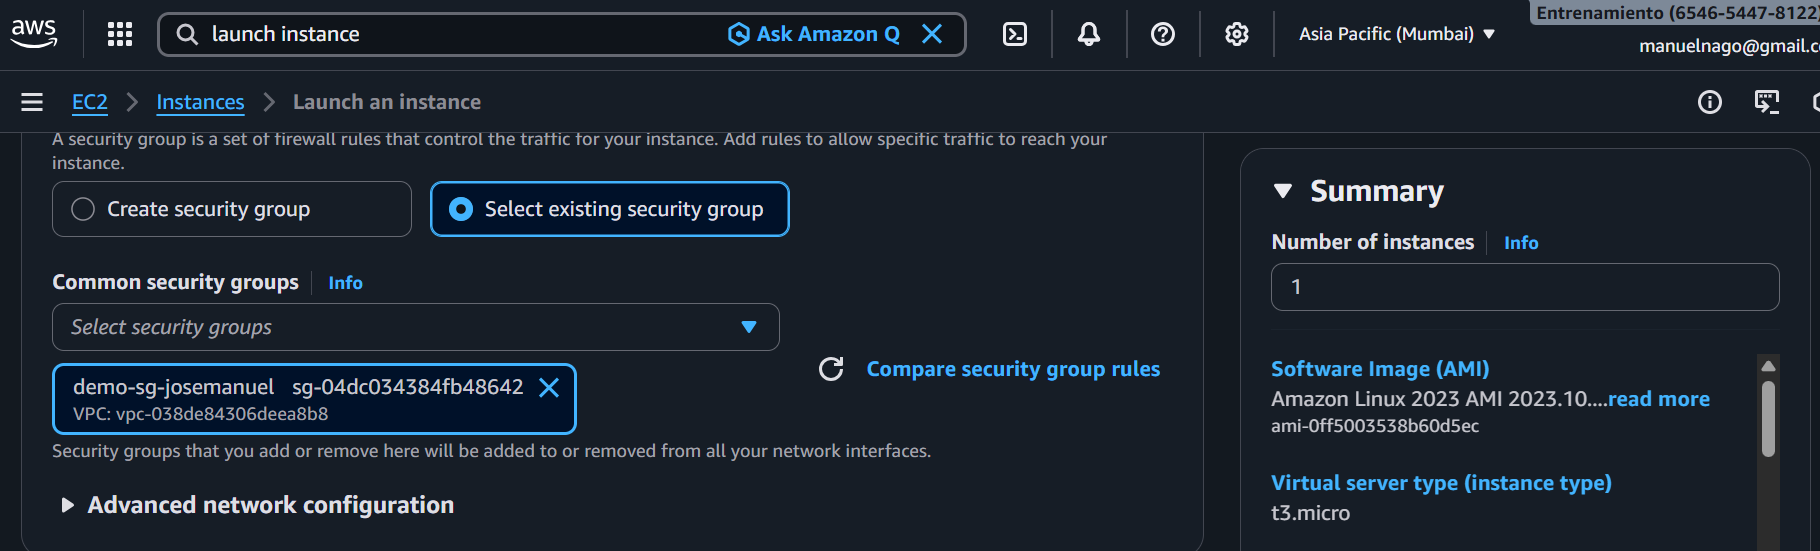 aws
launch instance
Ask Amazon Q
Asia Pacific (Mumbai)
Entrenamiento (6546-5447-8122)
manuelnago@gmail.c
EC2 > Instances > Launch an instance
A security group is a set of firewall rules that control the traffic for your instance. Add rules to allow specific traffic to reach your
instance.
Create security group
Select existing security group
Common security groups
Info
Select security groups
demo-sg-josemanuel sg-04dc034384fb48642
VPC: vpc-038de84306deea8b8
Compare security group rules
Security groups that you add or remove here will be added to or removed from all your network interfaces.
Advanced network configuration
Summary
Number of instances
Info
1
Software Image (AMI)
Amazon Linux 2023 AMI 2023.10....read more
ami-0ff5003538b60d5ec
Virtual server type (instance type)
t3.micro